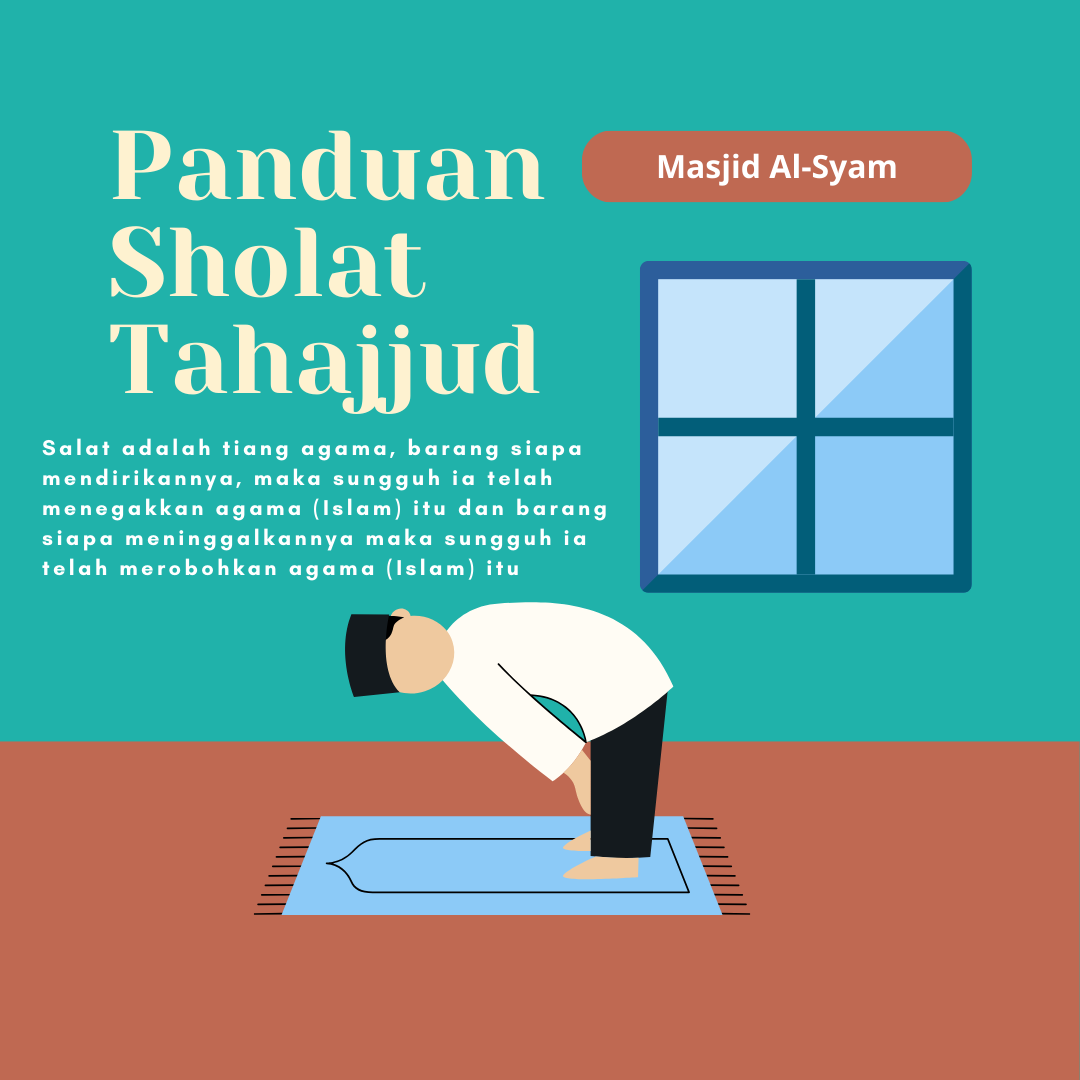 Panduan
Sholat
Tahajjud
Masjid Al-Syam
Salat adalah tiang agama, barang siapa
mendirikannya, maka sungguh ia telah
menegakkan agama (Islam) itu dan barang
siapa meninggalkannya maka sungguh ia
telah merobohkan agama (Islam) itu